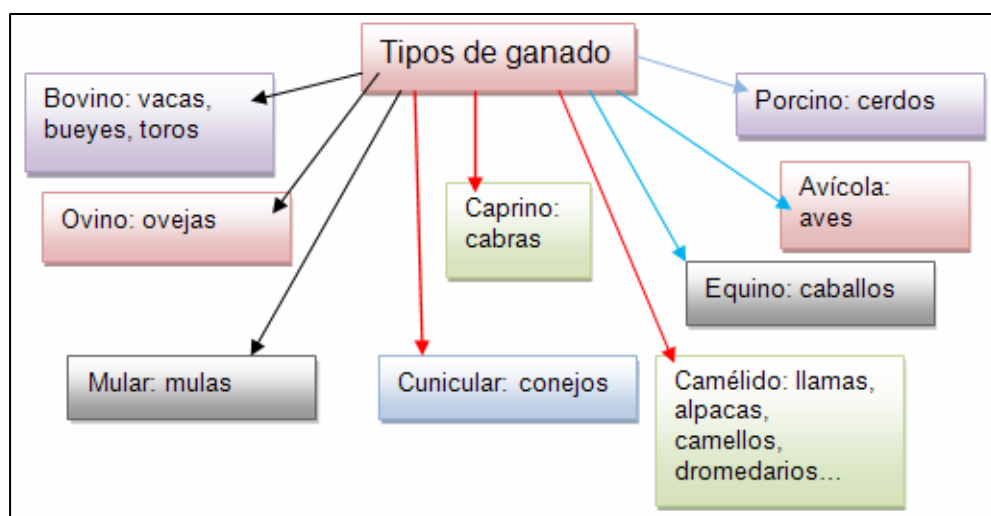 Tipos de ganado
Bovino: vacas,
bueyes, toros
Porcino: cerdos
Ovino: ovejas
Caprino:
cabras
Avícola:
aves
Equino: caballos
Mular: mulas
Cunicular: conejos
Camélido: llamas,
alpacas,
camellos,
dromedarios...